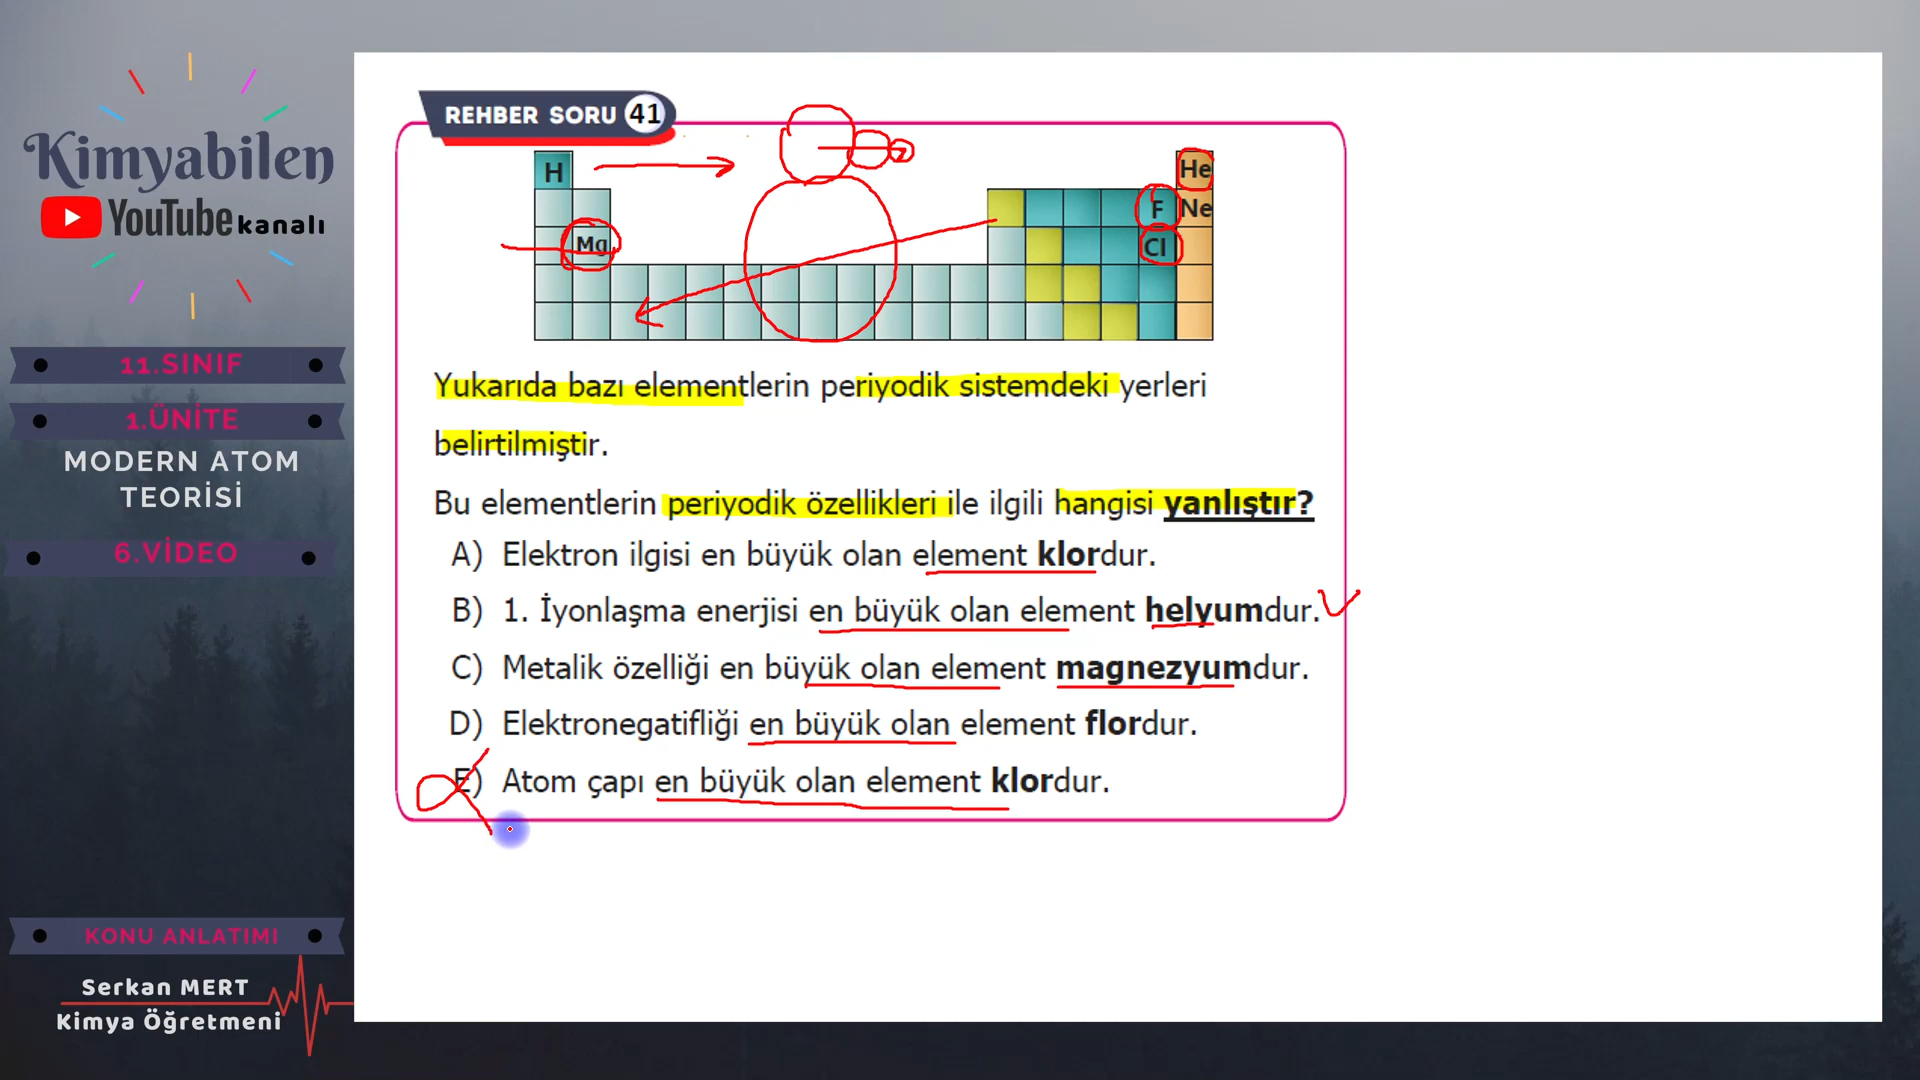 Kimyabilen
YouTube kanalı
11.SINIF
1.ÜNİTE
MODERN ATOM
TEORİSİ
6.VİDEO
KONU ANLATIMI
Serkan MERT
Kimya Öğretmeni
REHBER SORU 41
H
He
F
Ne
Mg
Cl
Yukarıda bazı elementlerin periyodik sistemdeki yerleri
belirtilmiştir.
Bu elementlerin periyodik özellikleri ile ilgili hangisi yanlıştır?
A) Elektron ilgisi en büyük olan element klordur.
B) 1. İyonlaşma enerjisi en büyük olan element helyumdur.
C) Metalik özelliği en büyük olan element magnezyumdur.
D) Elektronegatifliği en büyük olan element flordur.
E) Atom çapı en büyük olan element klordur.